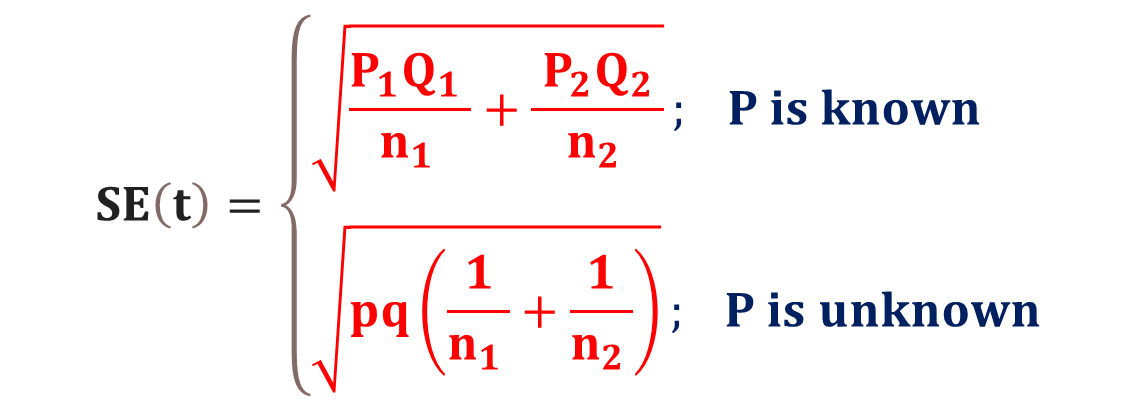 SE(t) = { √(P₁Q₁/n₁ + P₂Q₂/n₂) ; P is known
√(pq(1/n₁ + 1/n₂)) ; P is unknown